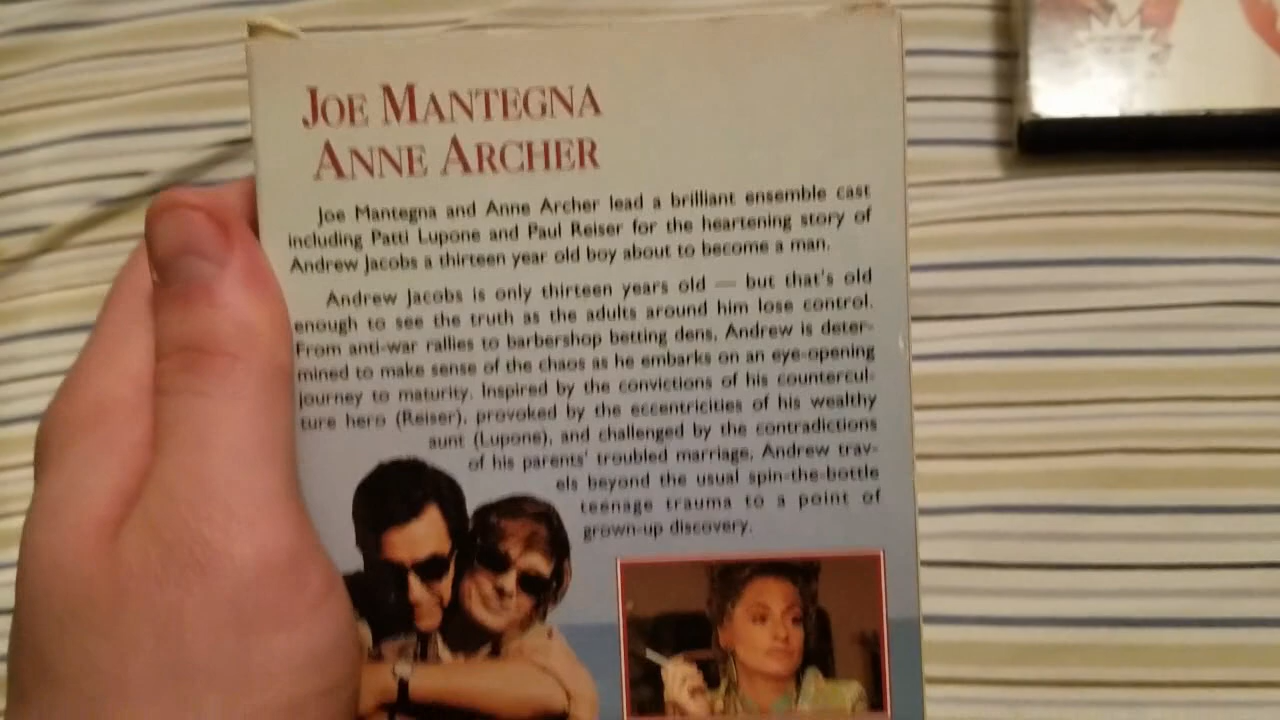 JOE MANTEGNA
ANNE ARCHER
Joe Mantegna and Anne Archer lead a brilliant ensemble cast
including Patti Lupone and Paul Reiser for the heartening story of
Andrew Jacobs a thirteen year old boy about to become a man.
Andrew Jacobs is only thirteen years old — but that's old
enough to see the truth as the adults around him lose control.
From anti-war rallies to barbershop betting dens, Andrew is deter-
mined to make sense of the chaos as he embarks on an eye-opening
journey to maturity. Inspired by the convictions of his countercul-
ture hero (Reiser), provoked by the eccentricities of his wealthy
aunt (Lupone), and challenged by the contradictions
of his parents' troubled marriage, Andrew trav-
els beyond the usual spin-the-bottle
teenage trauma to a point of
grown-up discovery.